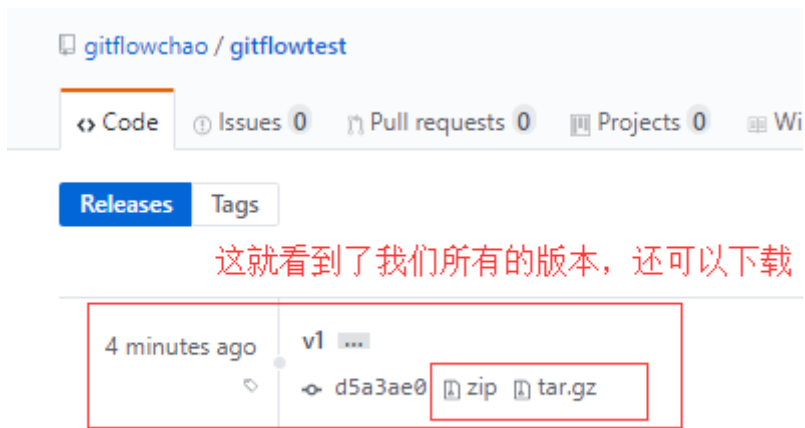 gitflowchao / gitflowtest
Code Issues 0 Pull requests 0 Projects 0 Wi
Releases Tags
这就看到了我们所有的版本，还可以下载
4 minutes ago v1 ...
d5a3ae0 zip tar.gz